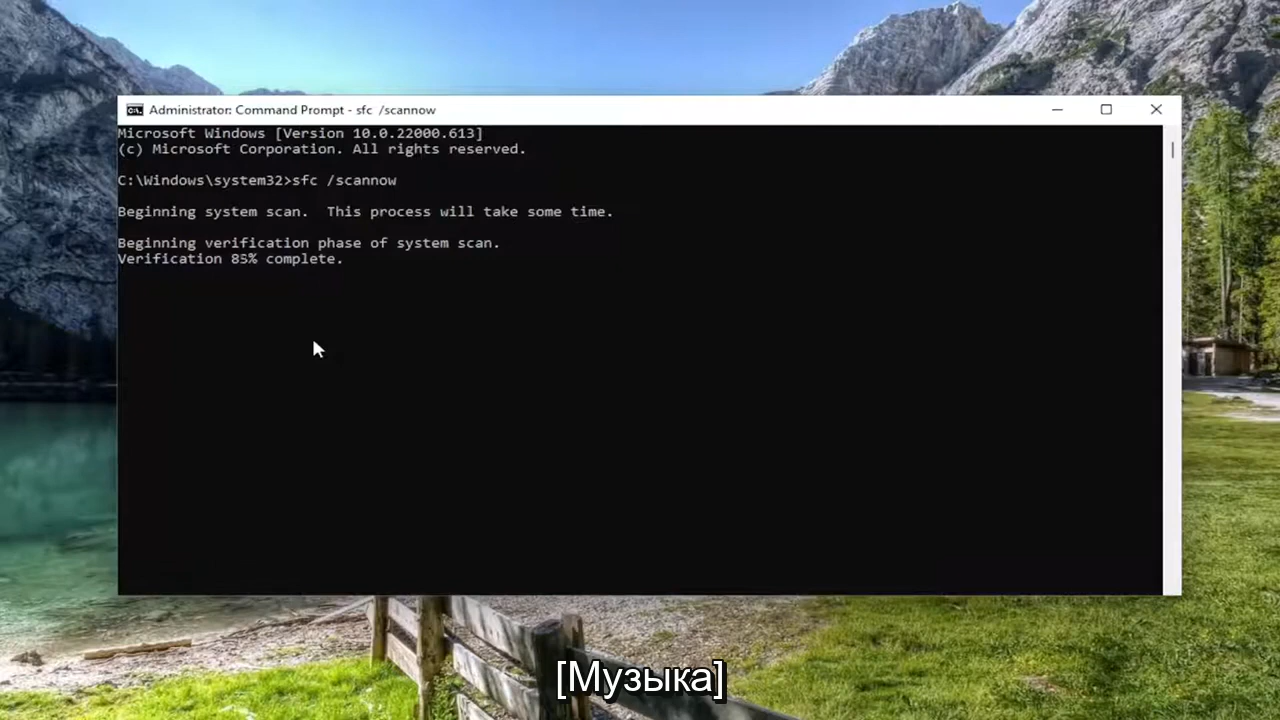 Administrator: Command Prompt - sfc /scannow
Microsoft Windows [Version 10.0.22000.613]
(c) Microsoft Corporation. All rights reserved.
C:\Windows\system32>sfc /scannow
Beginning system scan.  This process will take some time.
Beginning verification phase of system scan.
Verification 85% complete.
[Музыка]